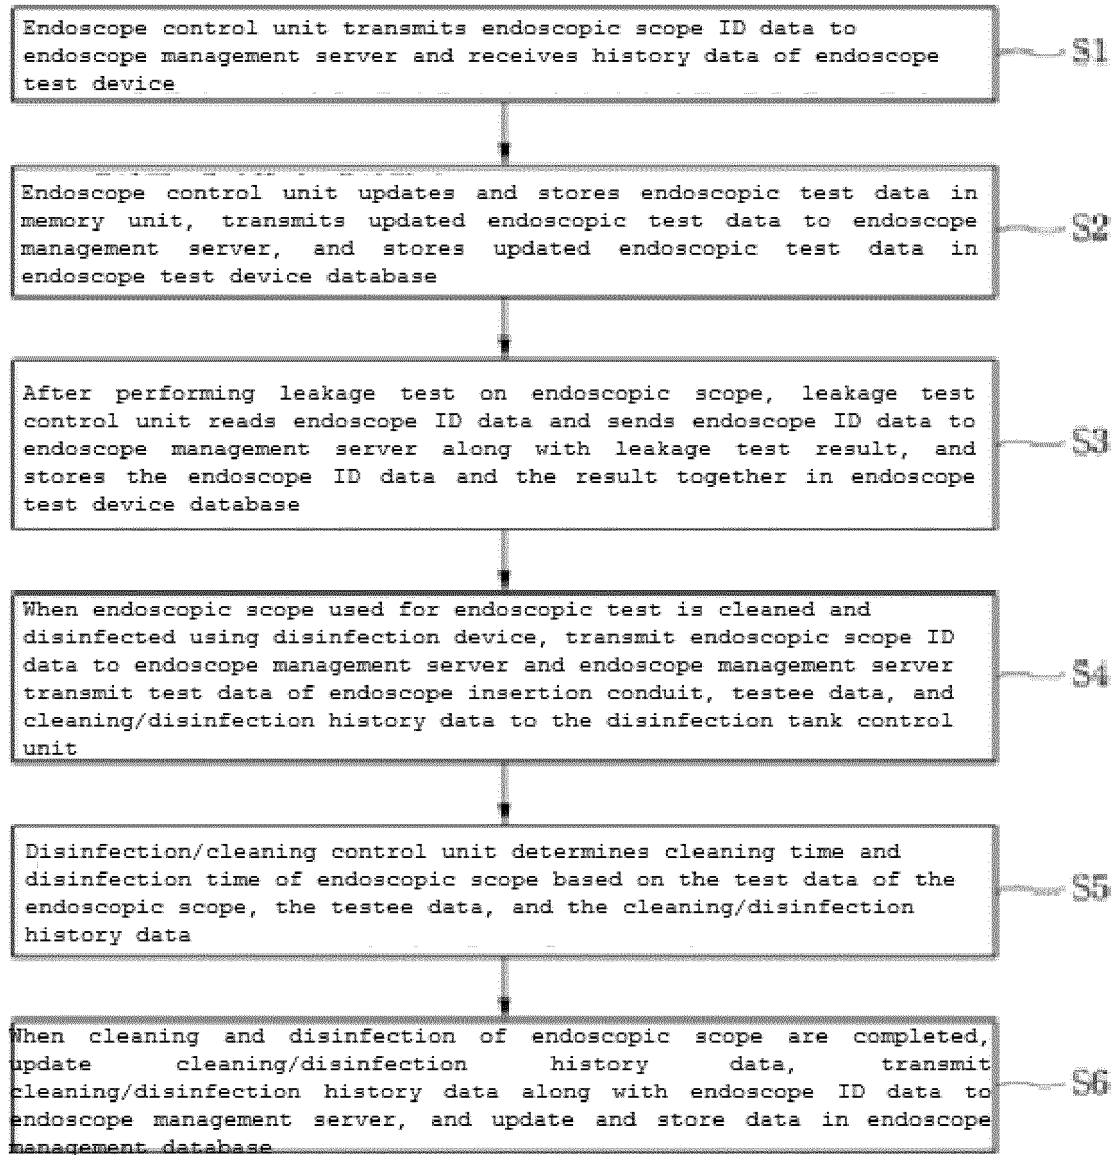 Endoscope control unit transmits endoscopic scope ID data to
endoscope management server and receives history data of endoscope
test device
S1
Endoscope control unit updates and stores endoscopic test data in
memory unit, transmits updated endoscopic test data to endoscope
management server, and stores updated endoscopic test data in
endoscope test device database
S2
After performing leakage test on endoscopic scope, leakage test
control unit reads endoscope ID data and sends endoscope ID data to
endoscope management server along with leakage test result, and
stores the endoscope ID data and the result together in endoscope
test device database
S3
When endoscopic scope used for endoscopic test is cleaned and
disinfected using disinfection device, transmit endoscopic scope ID
data to endoscope management server and endoscope management server
transmit test data of endoscope insertion conduit, testee data, and
cleaning/disinfection history data to the disinfection tank control
unit
S4
Disinfection/cleaning control unit determines cleaning time and
disinfection time of endoscopic scope based on the test data of the
endoscopic scope, the testee data, and the cleaning/disinfection
history data
S5
When cleaning and disinfection of endoscopic scope are completed,
update cleaning/disinfection history data, transmit
cleaning/disinfection history data along with endoscope ID data to
endoscope management server, and update and store data in endoscope
management database
S6